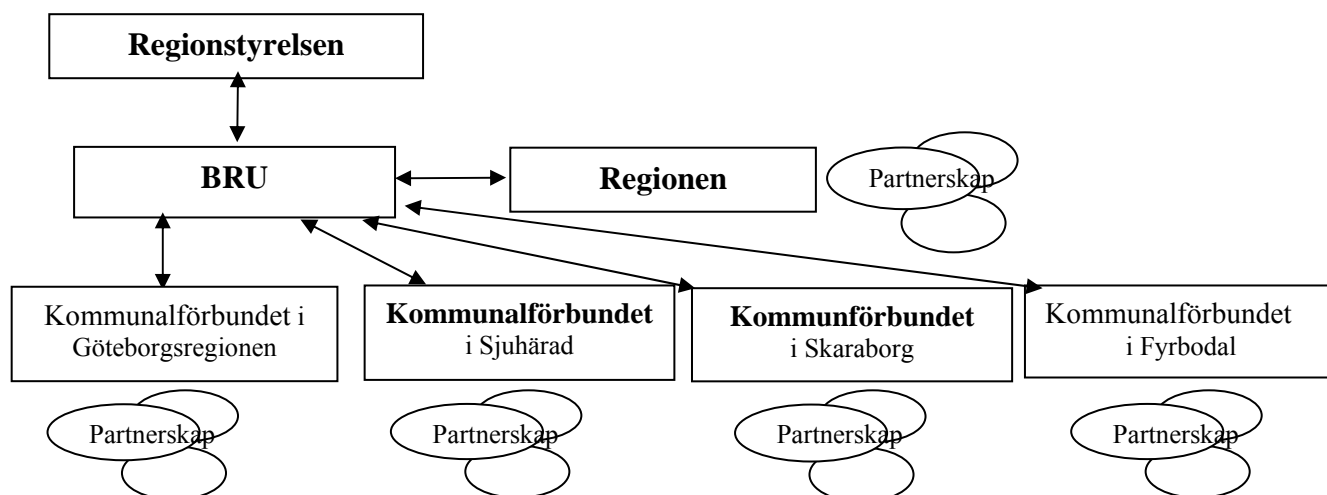 Regionstyrelsen
BRU
Regionen
Partnerskap
Kommunalförbundet i
Göteborgsregionen
Kommunalförbundet
i Sjuhärad
Kommunförbundet
i Skaraborg
Kommunalförbundet
i Fyrbodal
Partnerskap
Partnerskap
Partnerskap
Partnerskap